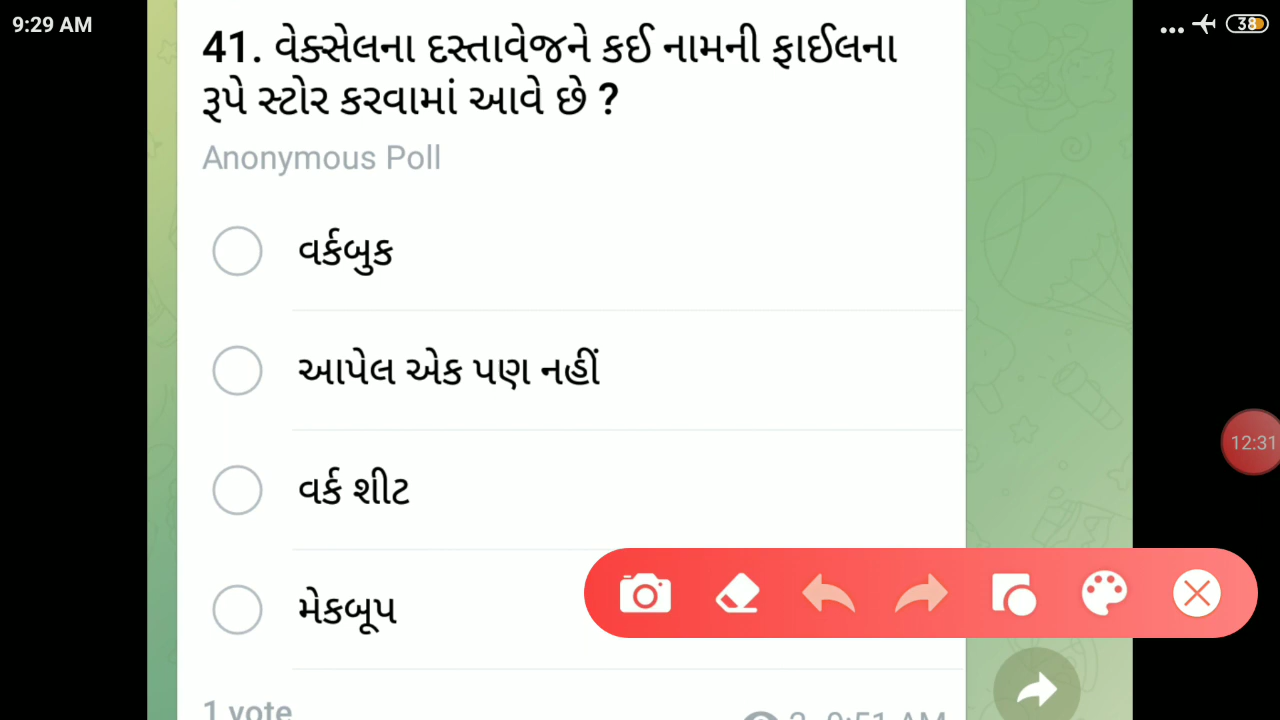 9:29 AM
38
41. વેક્સેલના દસ્તાવેજને કઈ નામની ફાઈલના
રૂપે સ્ટોર કરવામાં આવે છે ?
Anonymous Poll
વર્કબુક
આપેલ એક પણ નહીં
12:31
વર્ક શીટ
મેકબૂપ
1 vote